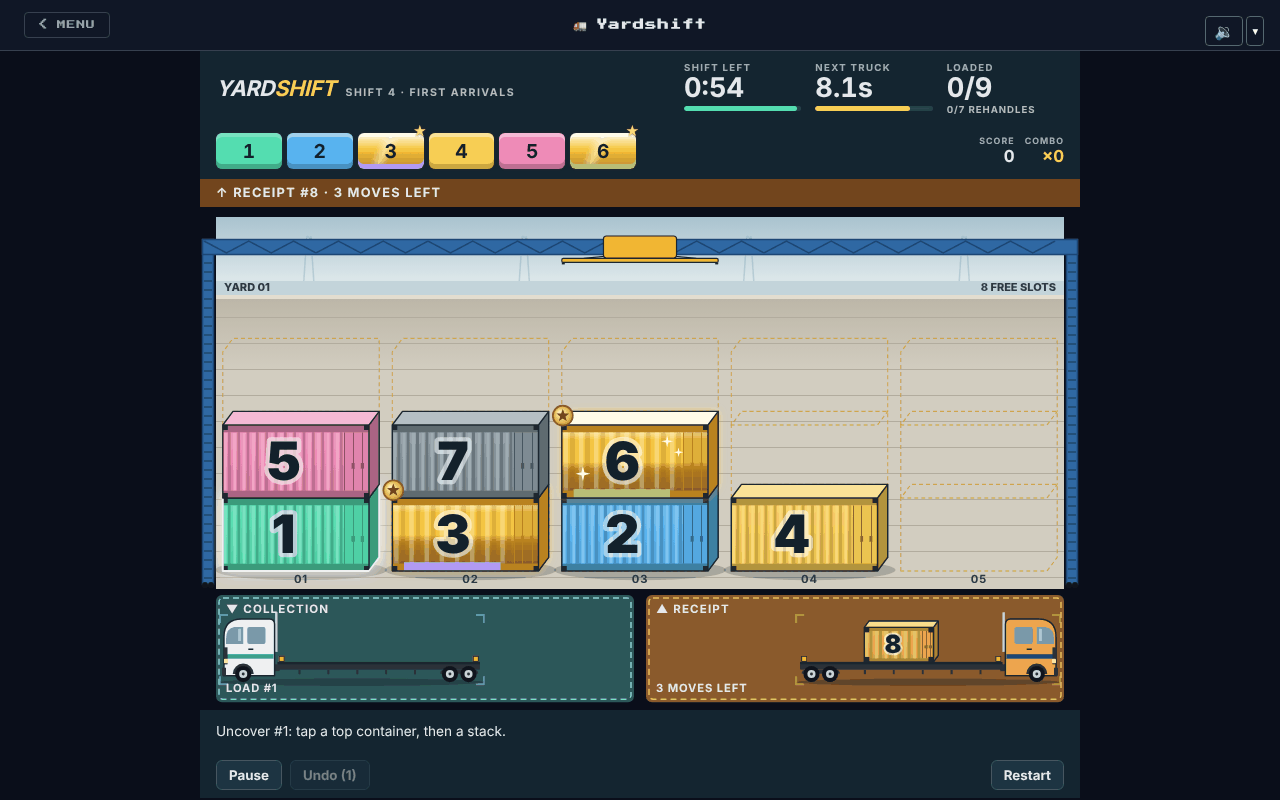 MENU
🚛 Yardshift
YARDSHIFT SHIFT 4 · FIRST ARRIVALS
SHIFT LEFT
0:54
NEXT TRUCK
8.1s
LOADED
0/9
0/7 REHANDLES
1 2 3 4 5 6
SCORE
0
COMBO
×0
↑ RECEIPT #8 · 3 MOVES LEFT
YARD 01
8 FREE SLOTS
5 7 6
1 3 2 4
01 02 03 04 05
▼ COLLECTION
LOAD #1
▲ RECEIPT
8
3 MOVES LEFT
Uncover #1: tap a top container, then a stack.
Pause
Undo (1)
Restart